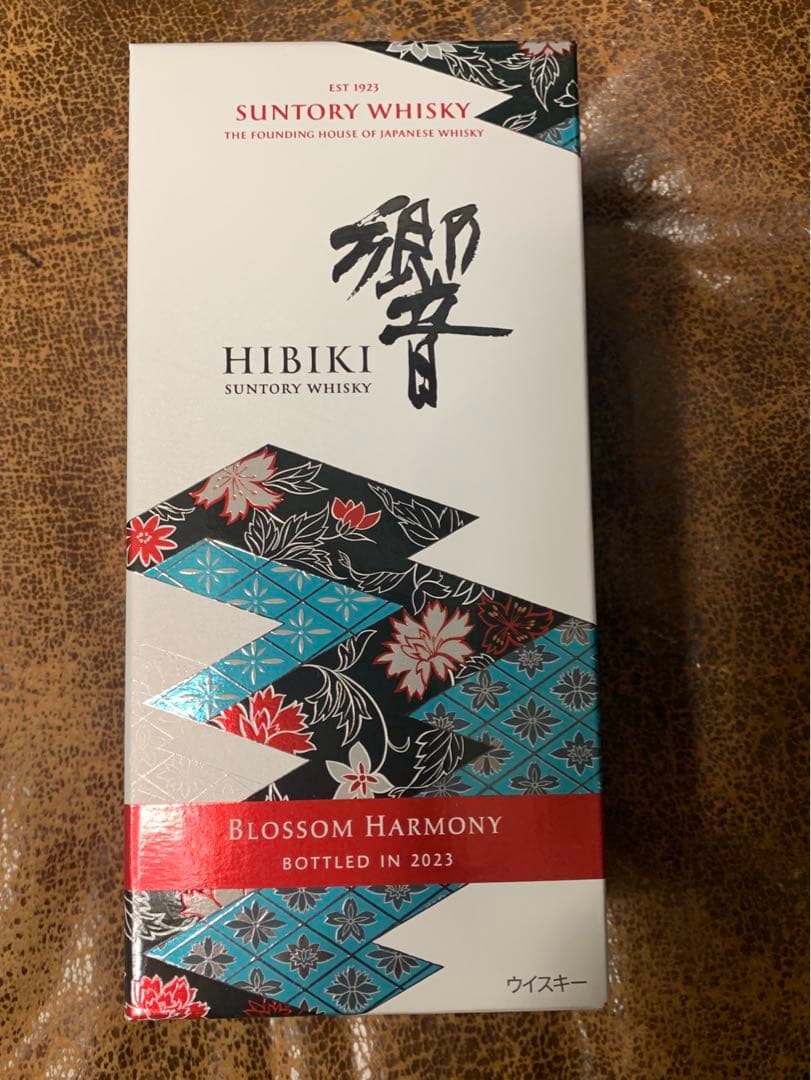 EST 1923
SUNTORY WHISKY
THE FOUNDING HOUSE OF JAPANESE WHISKY
響
HIBIKI
SUNTORY WHISKY
BLOSSOM HARMONY
BOTTLED IN 2023
ウイスキー